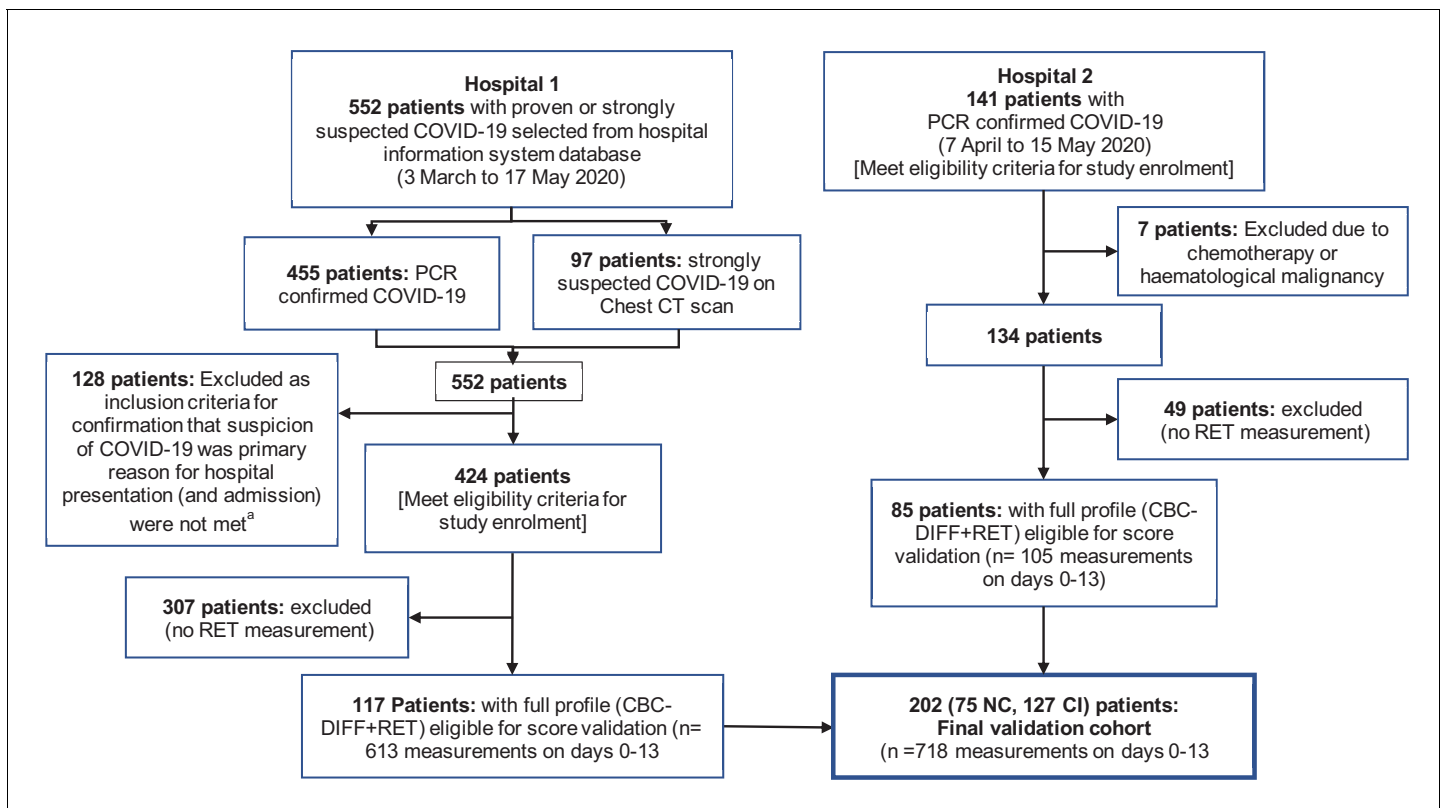 Hospital 1
552 patients with proven or strongly
suspected COVID-19 selected from hospital
information system database
(3 March to 17 May 2020)
455 patients: PCR
confirmed COVID-19
97 patients: strongly
suspected COVID-19 on
Chest CT scan
552 patients
128 patients: Excluded as
inclusion criteria for
confirmation that suspicion
of COVID-19 was primary
reason for hospital
presentation (and admission)
were not metᵃ
424 patients
[Meet eligibility criteria for
study enrolment]
307 patients: excluded
(no RET measurement)
117 Patients: with full profile (CBC-
DIFF+RET) eligible for score validation (n=
613 measurements on days 0-13
Hospital 2
141 patients with
PCR confirmed COVID-19
(7 April to 15 May 2020)
[Meet eligibility criteria for study enrolment]
7 patients: Excluded due to
chemotherapy or
haematological malignancy
134 patients
49 patients: excluded
(no RET measurement)
85 patients: with full profile (CBC-
DIFF+RET) eligible for score
validation (n= 105 measurements
on days 0-13)
202 (75 NC, 127 CI) patients:
Final validation cohort
(n =718 measurements on days 0-13